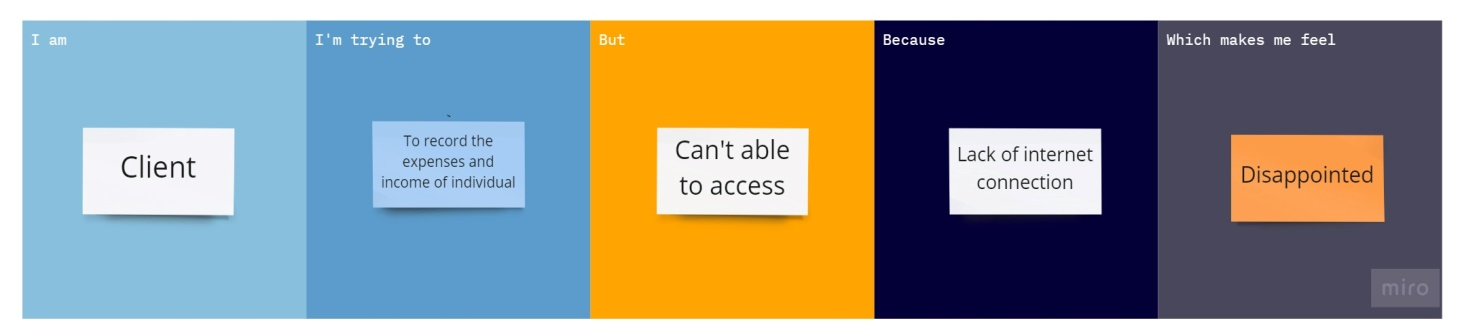 I am
Client
I'm trying to
To record the
expenses and
income of individual
But
Can't able
to access
Because
Lack of internet
connection
Which makes me feel
Disappointed
miro